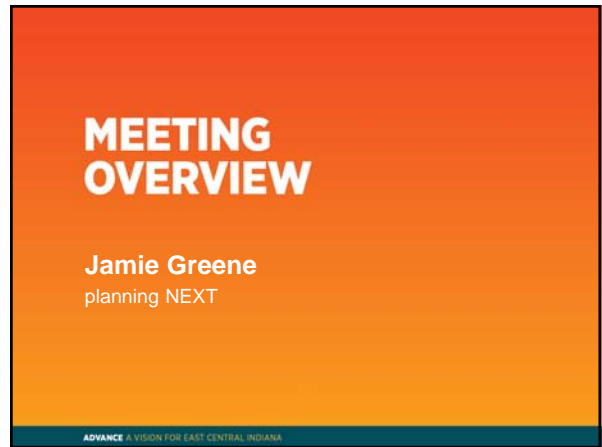 MEETING
OVERVIEW
Jamie Greene
planning NEXT
ADVANCE A VISION FOR EAST CENTRAL INDIANA